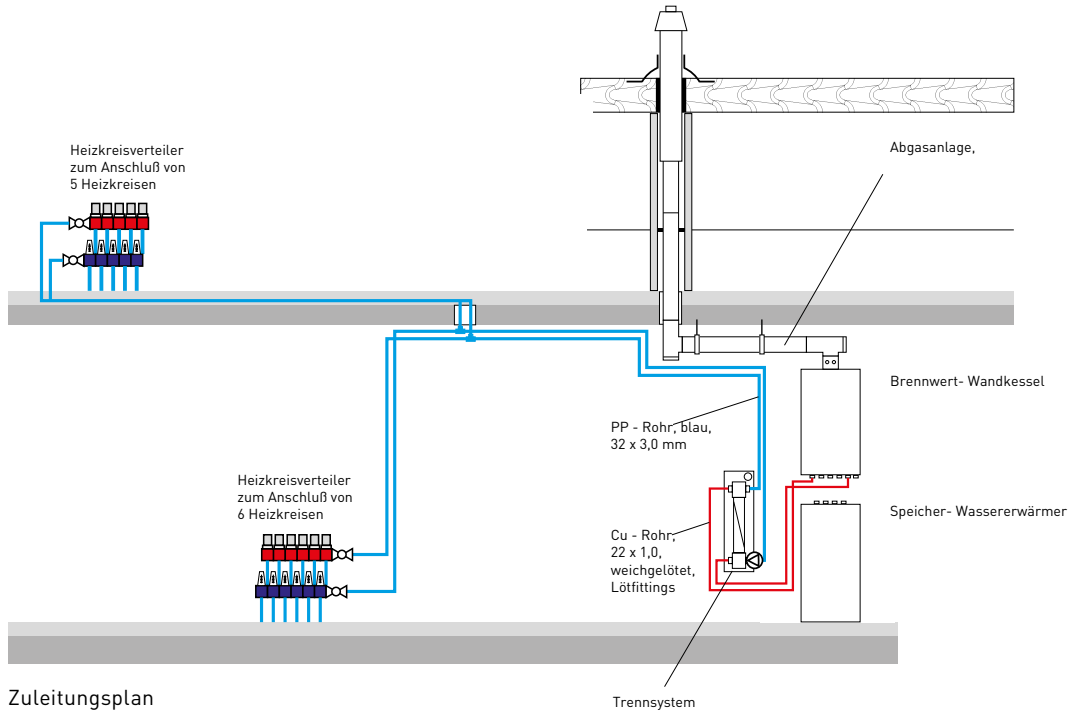 Heizkreisverteiler
zum Anschluß von
5 Heizkreisen
Abgasanlage,
Brennwert- Wandkessel
PP - Rohr, blau,
32 x 3,0 mm
Heizkreisverteiler
zum Anschluß von
6 Heizkreisen
Speicher- Wassererwärmer
Cu - Rohr,
22 x 1,0,
weichgelötet,
Lötfittings
Zuleitungsplan
Trennsystem